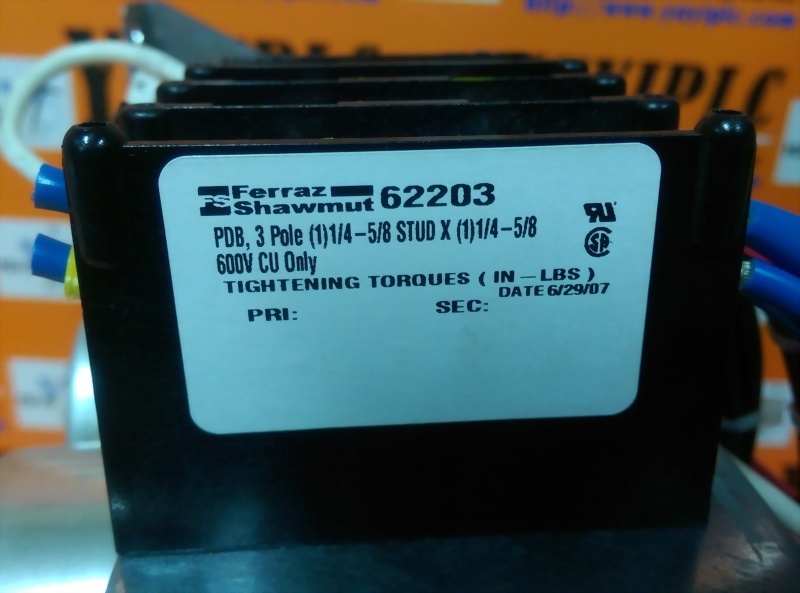 Ferraz
Shawmut 62203
PDB, 3 Pole (1)1/4-5/8 STUD X (1)1/4-5/8
600V CU Only
TIGHTENING TORQUES ( IN-LBS )
DATE 6/29/07
PRI:
SEC: